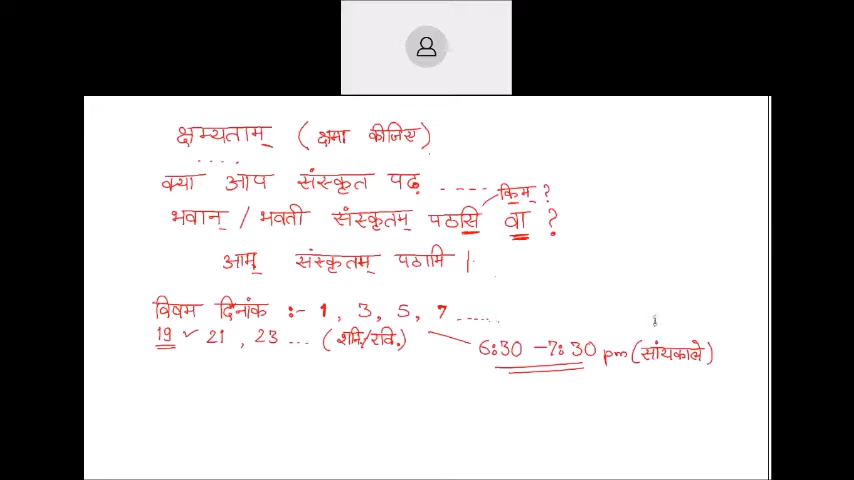 क्षम्यताम् (क्षमा कीजिए)
क्या आप संस्कृत पढ़ ---- किम् ?
भवान् / भवती संस्कृतम् पठसि वा ?
आम् संस्कृतम् पठामि |
विषम दिनांक :- 1, 3, 5, 7 .....
19 ✓ 21, 23 ... (शनि/रवि.)
6:30 - 7:30 pm (सांयकाले)